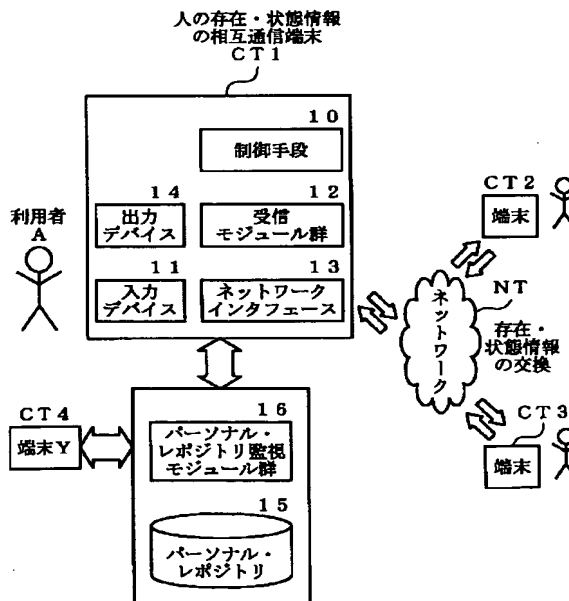 人の存在・状態情報
の相互通信端末
CT1
10
制御手段
14
出力
デバイス
12
受信
モジュール群
利用者
A
11
入力
デバイス
13
ネットワーク
インタフェース
CT2
端末
NT
ネットワーク
存在・
状態情報
の交換
CT3
端末
CT4
端末Y
16
パーソナル・
レポジトリ監視
モジュール群
15
パーソナル・
レポジトリ